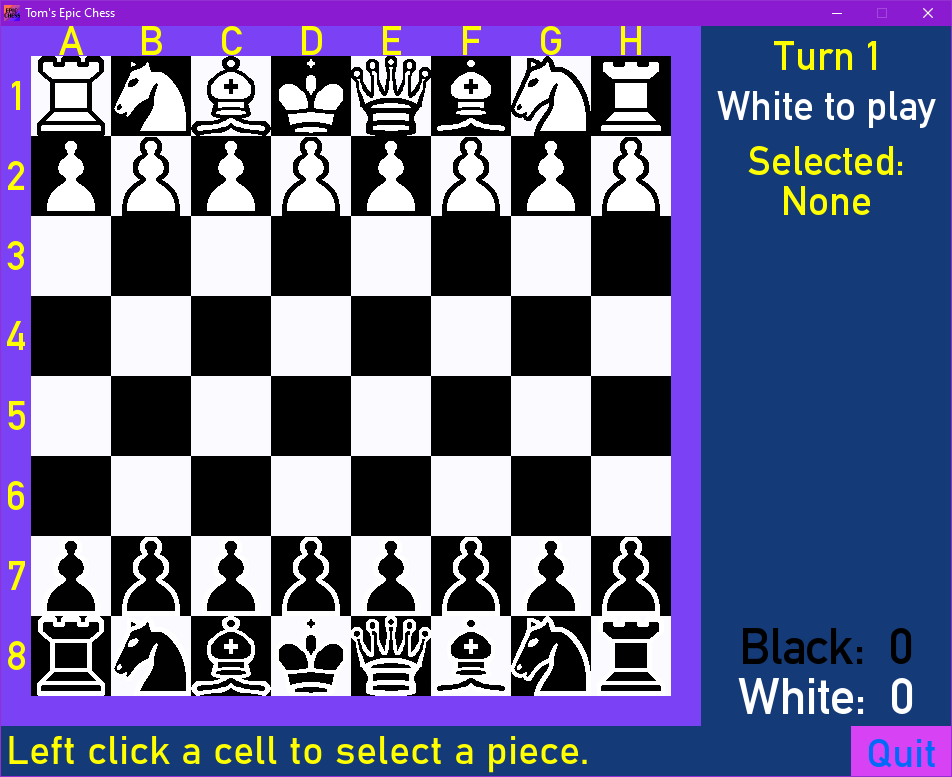 Tom's Epic Chess
A B C D E F G H
Turn 1
1
White to play
2
Selected:
None
3
4
5
6
7
8
Black: 0
White: 0
Left click a cell to select a piece.
Quit